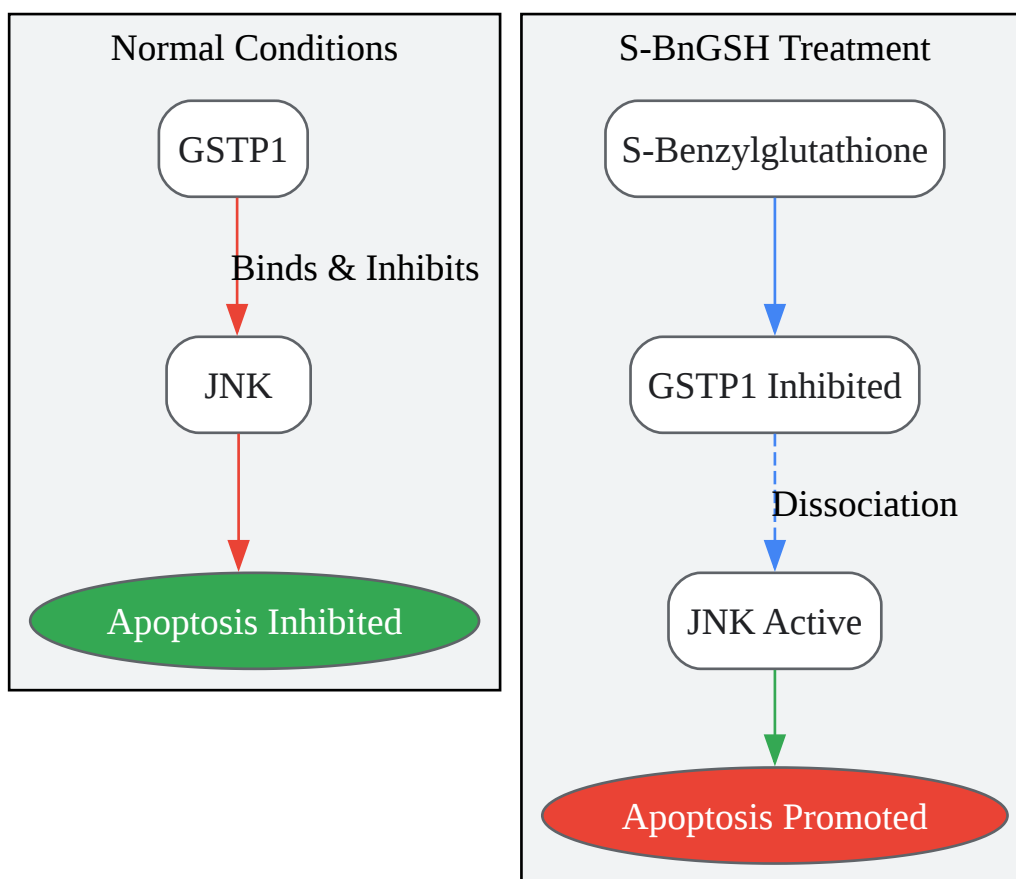 Normal Conditions
GSTP1
Binds & Inhibits
JNK
Apoptosis Inhibited
S-BnGSH Treatment
S-Benzylglutathione
GSTP1 Inhibited
Dissociation
JNK Active
Apoptosis Promoted